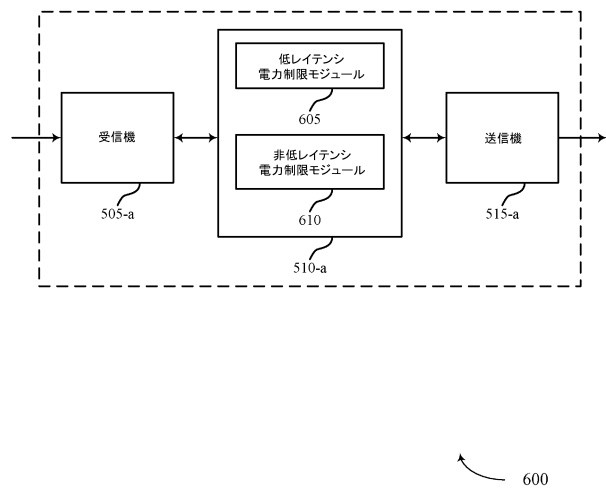 低レイテンシ
電力制限モジュール
605
受信機
505-a
非低レイテンシ
電力制限モジュール
610
510-a
送信機
515-a
600